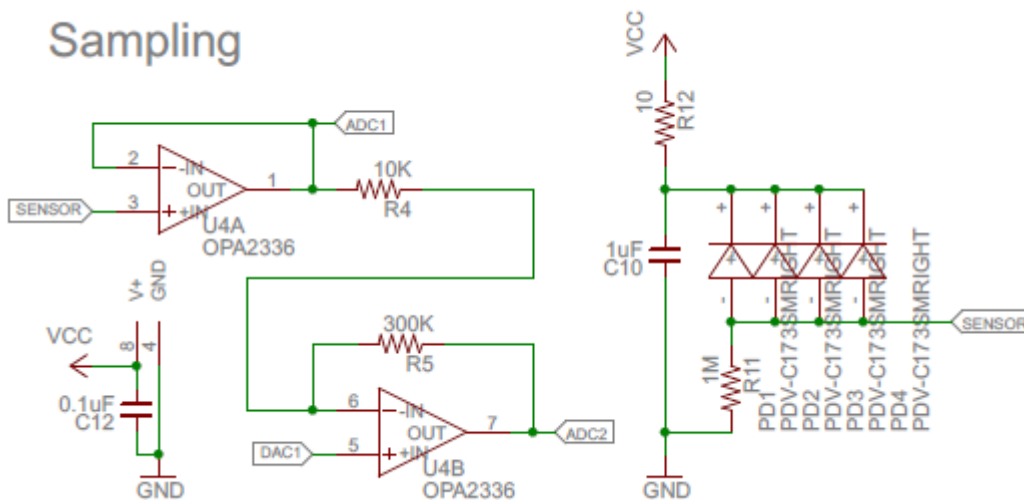 Sampling
ADC1
2
-IN
OUT
1
SENSOR
3
+IN
U4A
OPA2336
10K
R4
V+
GND
VCC
8
4
0.1uF
C12
GND
300K
R5
6
-IN
OUT
7
ADC2
DAC1
5
+IN
U4B
OPA2336
VCC
10
R12
1uF
C10
GND
+
+
+
+
+
+
+
+
-
-
-
-
SENSOR
1M
R11
PD1
PDV-C173SMRIGHT
PD2
PDV-C173SMRIGHT
PD3
PDV-C173SMRIGHT
PD4
PDV-C173SMRIGHT